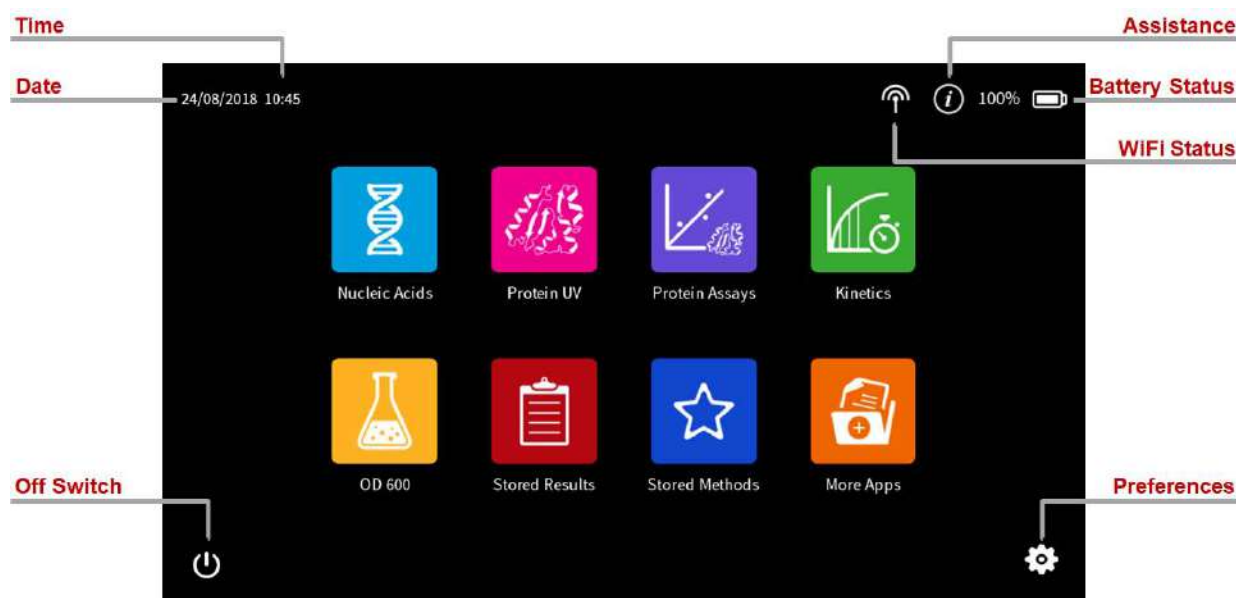 Time
Assistance
Date
24/08/2018 10:45
100%
Battery Status
WiFi Status
Nucleic Acids
Protein UV
Protein Assays
Kinetics
OD 600
Stored Results
Stored Methods
More Apps
Off Switch
Preferences